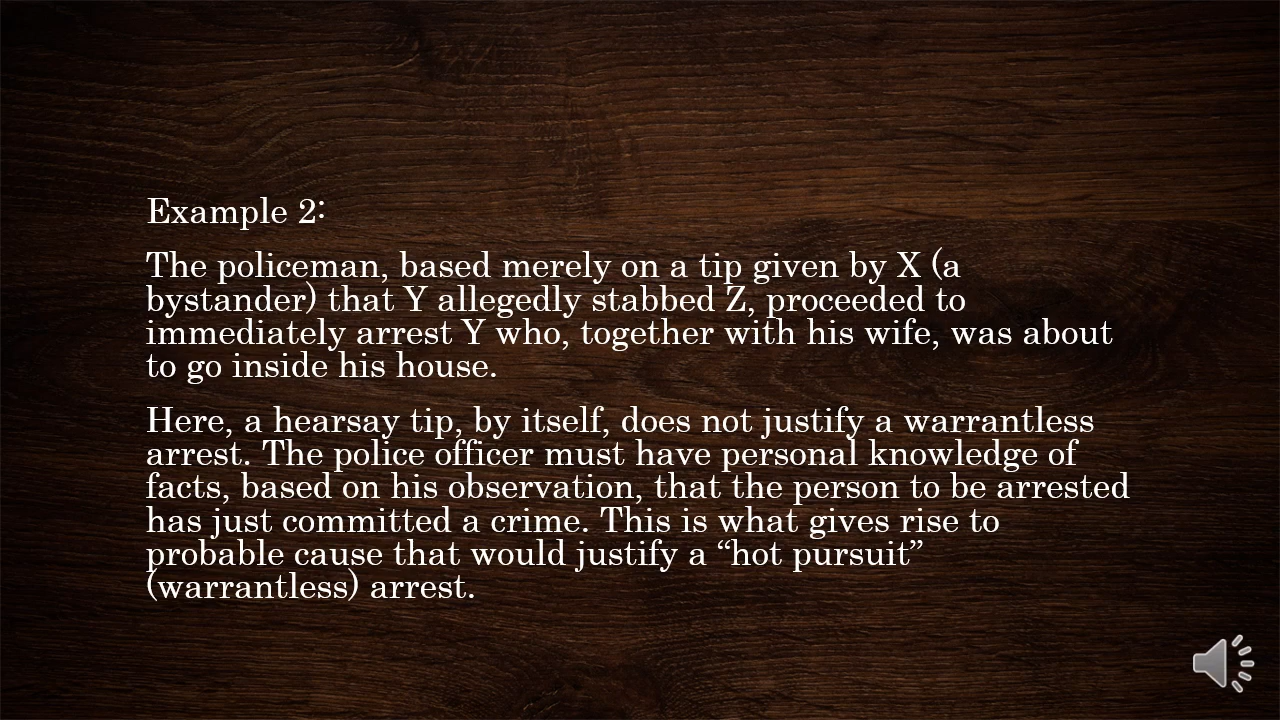 Example 2:
The policeman, based merely on a tip given by X (a
bystander) that Y allegedly stabbed Z, proceeded to
immediately arrest Y who, together with his wife, was about
to go inside his house.
Here, a hearsay tip, by itself, does not justify a warrantless
arrest. The police officer must have personal knowledge of
facts, based on his observation, that the person to be arrested
has just committed a crime. This is what gives rise to
probable cause that would justify a “hot pursuit”
(warrantless) arrest.